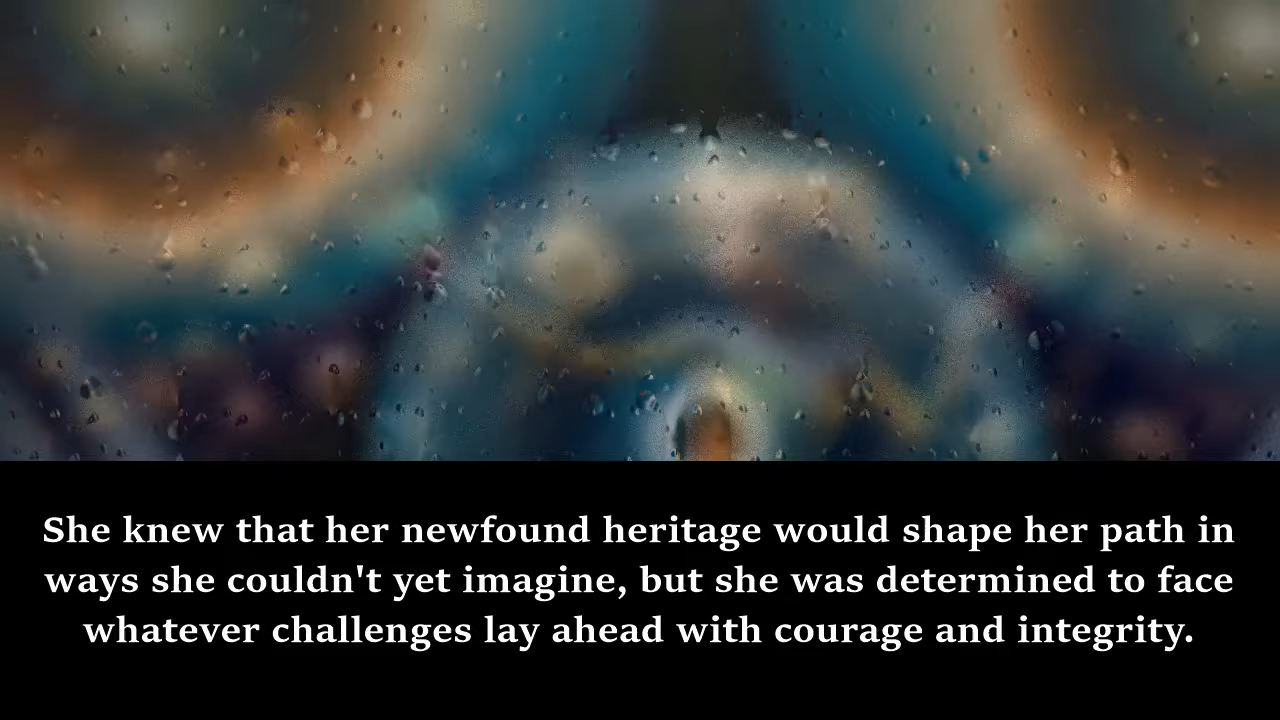 She knew that her newfound heritage would shape her path in
ways she couldn't yet imagine, but she was determined to face
whatever challenges lay ahead with courage and integrity.